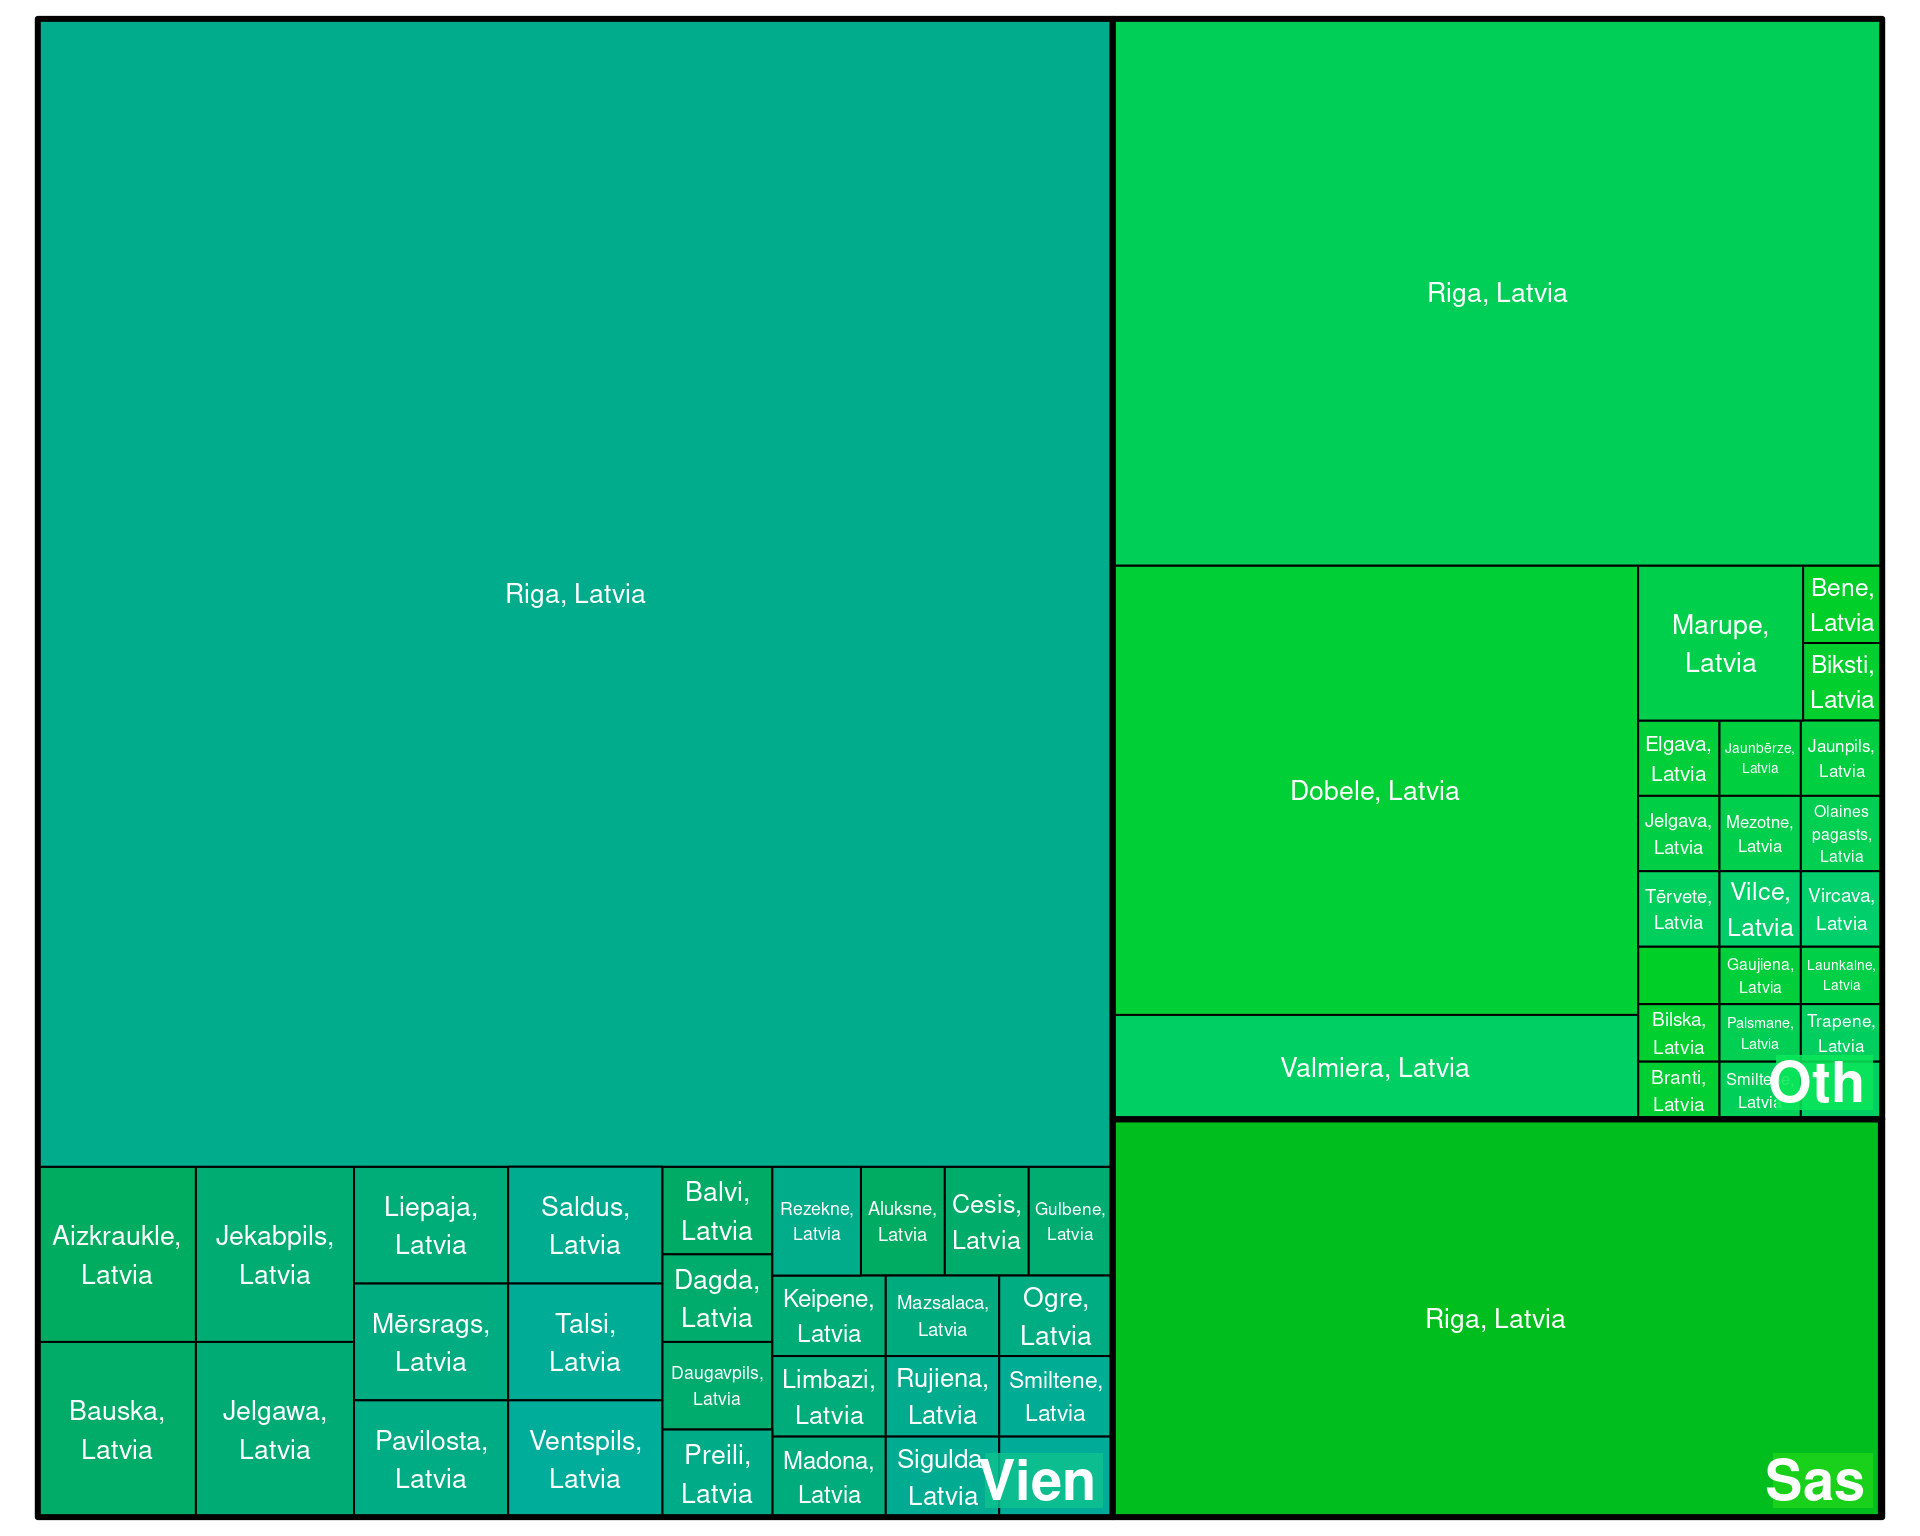 Riga, Latvia
Aizkraukle,
Latvia
Bauska,
Latvia
Jekabpils,
Latvia
Jelgawa,
Latvia
Liepaja,
Latvia
Mērsrags,
Latvia
Pavilosta,
Latvia
Saldus,
Latvia
Talsi,
Latvia
Ventspils,
Latvia
Balvi,
Latvia
Dagda,
Latvia
Daugavpils,
Latvia
Preili,
Latvia
Rezekne,
Latvia
Aluksne,
Latvia
Cesis,
Latvia
Gulbene,
Latvia
Keipene,
Latvia
Mazsalaca,
Latvia
Ogre,
Latvia
Limbazi,
Latvia
Rujiena,
Latvia
Smiltene,
Latvia
Madona,
Latvia
Sigulda,
Latvia
Vien
Riga, Latvia
Dobele, Latvia
Valmiera, Latvia
Marupe,
Latvia
Bene,
Latvia
Biksti,
Latvia
Elgava,
Latvia
Jaunbērze,
Latvia
Jaunpils,
Latvia
Jelgava,
Latvia
Mezotne,
Latvia
Olaines
pagasts,
Latvia
Tērvete,
Latvia
Vilce,
Latvia
Vircava,
Latvia
Gaujiena,
Latvia
Launkalne,
Latvia
Bilska,
Latvia
Palsmane,
Latvia
Trapene,
Latvia
Branti,
Latvia
Smiltene,
Latvia
Oth
Riga, Latvia
Sas